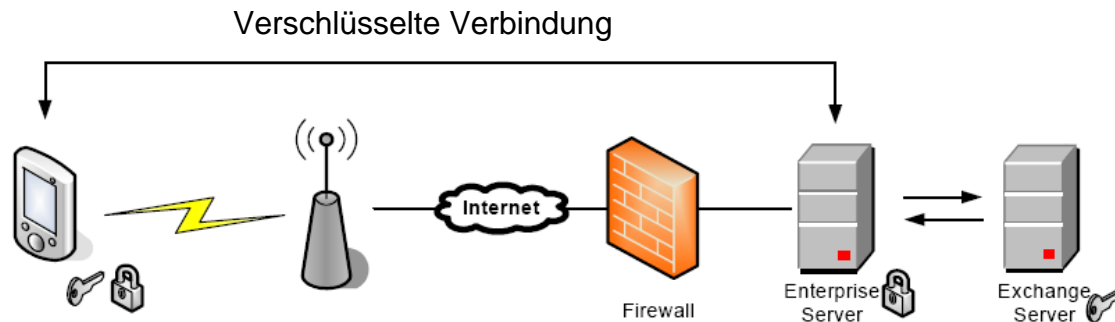 Verschlüsselte Verbindung
Internet
Firewall
Enterprise
Server
Exchange
Server